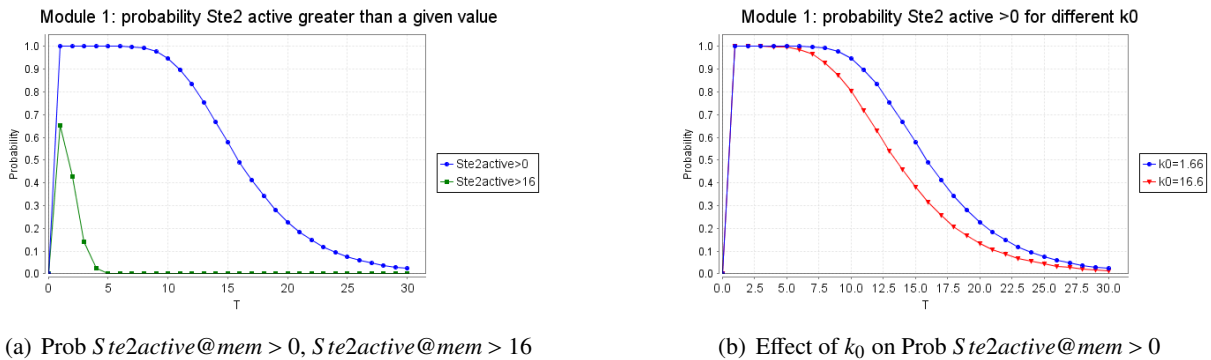 Module 1: probability Ste2 active greater than a given value
1.0
0.9
0.8
0.7
0.6
0.5
0.4
0.3
0.2
0.1
0.0
Probability
0 5 10 15 20 25 30
T
Ste2active>0
Ste2active>16
(a) Prob Ste2active@mem > 0, Ste2active@mem > 16
Module 1: probability Ste2 active >0 for different k0
1.0
0.9
0.8
0.7
0.6
0.5
0.4
0.3
0.2
0.1
0.0
Probability
0.0 2.5 5.0 7.5 10.0 12.5 15.0 17.5 20.0 22.5 25.0 27.5 30.0
T
k0=1.66
k0=16.6
(b) Effect of k₀ on Prob Ste2active@mem > 0